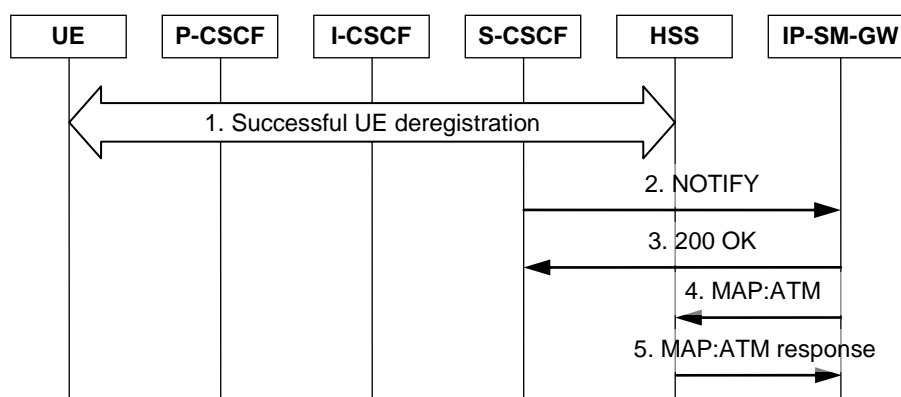 UE P-CSCF I-CSCF S-CSCF HSS IP-SM-GW
1. Successful UE deregistration
2. NOTIFY
3. 200 OK
4. MAP:ATM
5. MAP:ATM response